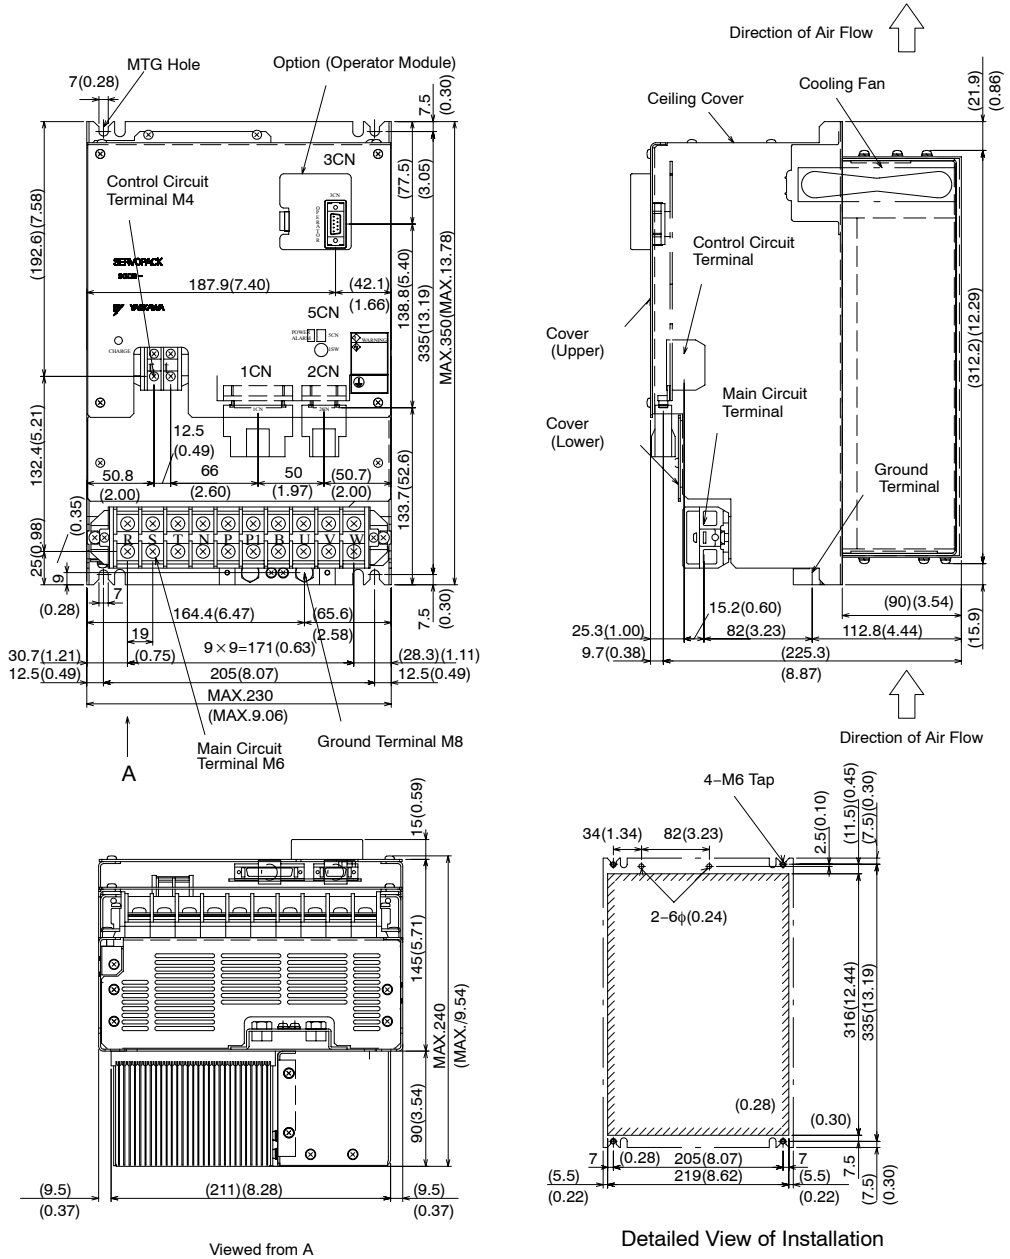 Direction of Air Flow
MTG Hole
Option (Operator Module)
7(0.28)
7.5
(0.30)
(21.9)
(0.86)
Ceiling Cover
Cooling Fan
3CN
(77.5)
(3.05)
Control Circuit
Terminal M4
3CN
OPERATOR
(192.6)(7.58)
SERVOPACK
187.9(7.40)
(42.1)
(1.66)
138.8(5.40)
335(13.19)
MAX.350(MAX.13.78)
YASKAWA
5CN
POWER
ALARM
5CN
1SW
WARNING
CHARGE
1CN
2CN
1CN
2CN
Control Circuit
Terminal
Cover
(Upper)
Main Circuit
Terminal
Cover
(Lower)
Ground
Terminal
(312.2)(12.29)
132.4(5.21)
12.5
(0.49)
50.8
(2.00)
66
(2.60)
50
(1.97)
(50.7)
(2.00)
133.7(52.6)
(0.35)
25(0.98)
R S T N P P1 B U V W
9
(0.28)
7
164.4(6.47)
(65.6)
(2.58)
7.5
(0.30)
19
(0.75)
9×9=171(0.63)
30.7(1.21)
(28.3)(1.11)
12.5(0.49)
205(8.07)
12.5(0.49)
MAX.230
(MAX.9.06)
15.2(0.60)
(90)(3.54)
(15.9)
25.3(1.00)
82(3.23)
112.8(4.44)
9.7(0.38)
(225.3)
(8.87)
A
Main Circuit
Terminal M6
Ground Terminal M8
Direction of Air Flow
15(0.59)
145(5.71)
MAX.240
(MAX./9.54)
90(3.54)
(9.5)
(0.37)
(211)(8.28)
(9.5)
(0.37)
Viewed from A
4−M6 Tap
34(1.34)
82(3.23)
2.5(0.10)
(11.5)(0.45)
(7.5)(0.30)
2−6ϕ(0.24)
316(12.44)
335(13.19)
(0.28)
(0.30)
7
(0.28)
205(8.07)
7
7.5
(7.5)
(0.30)
(5.5)
(0.22)
219(8.62)
(5.5)
(0.22)
Detailed View of Installation